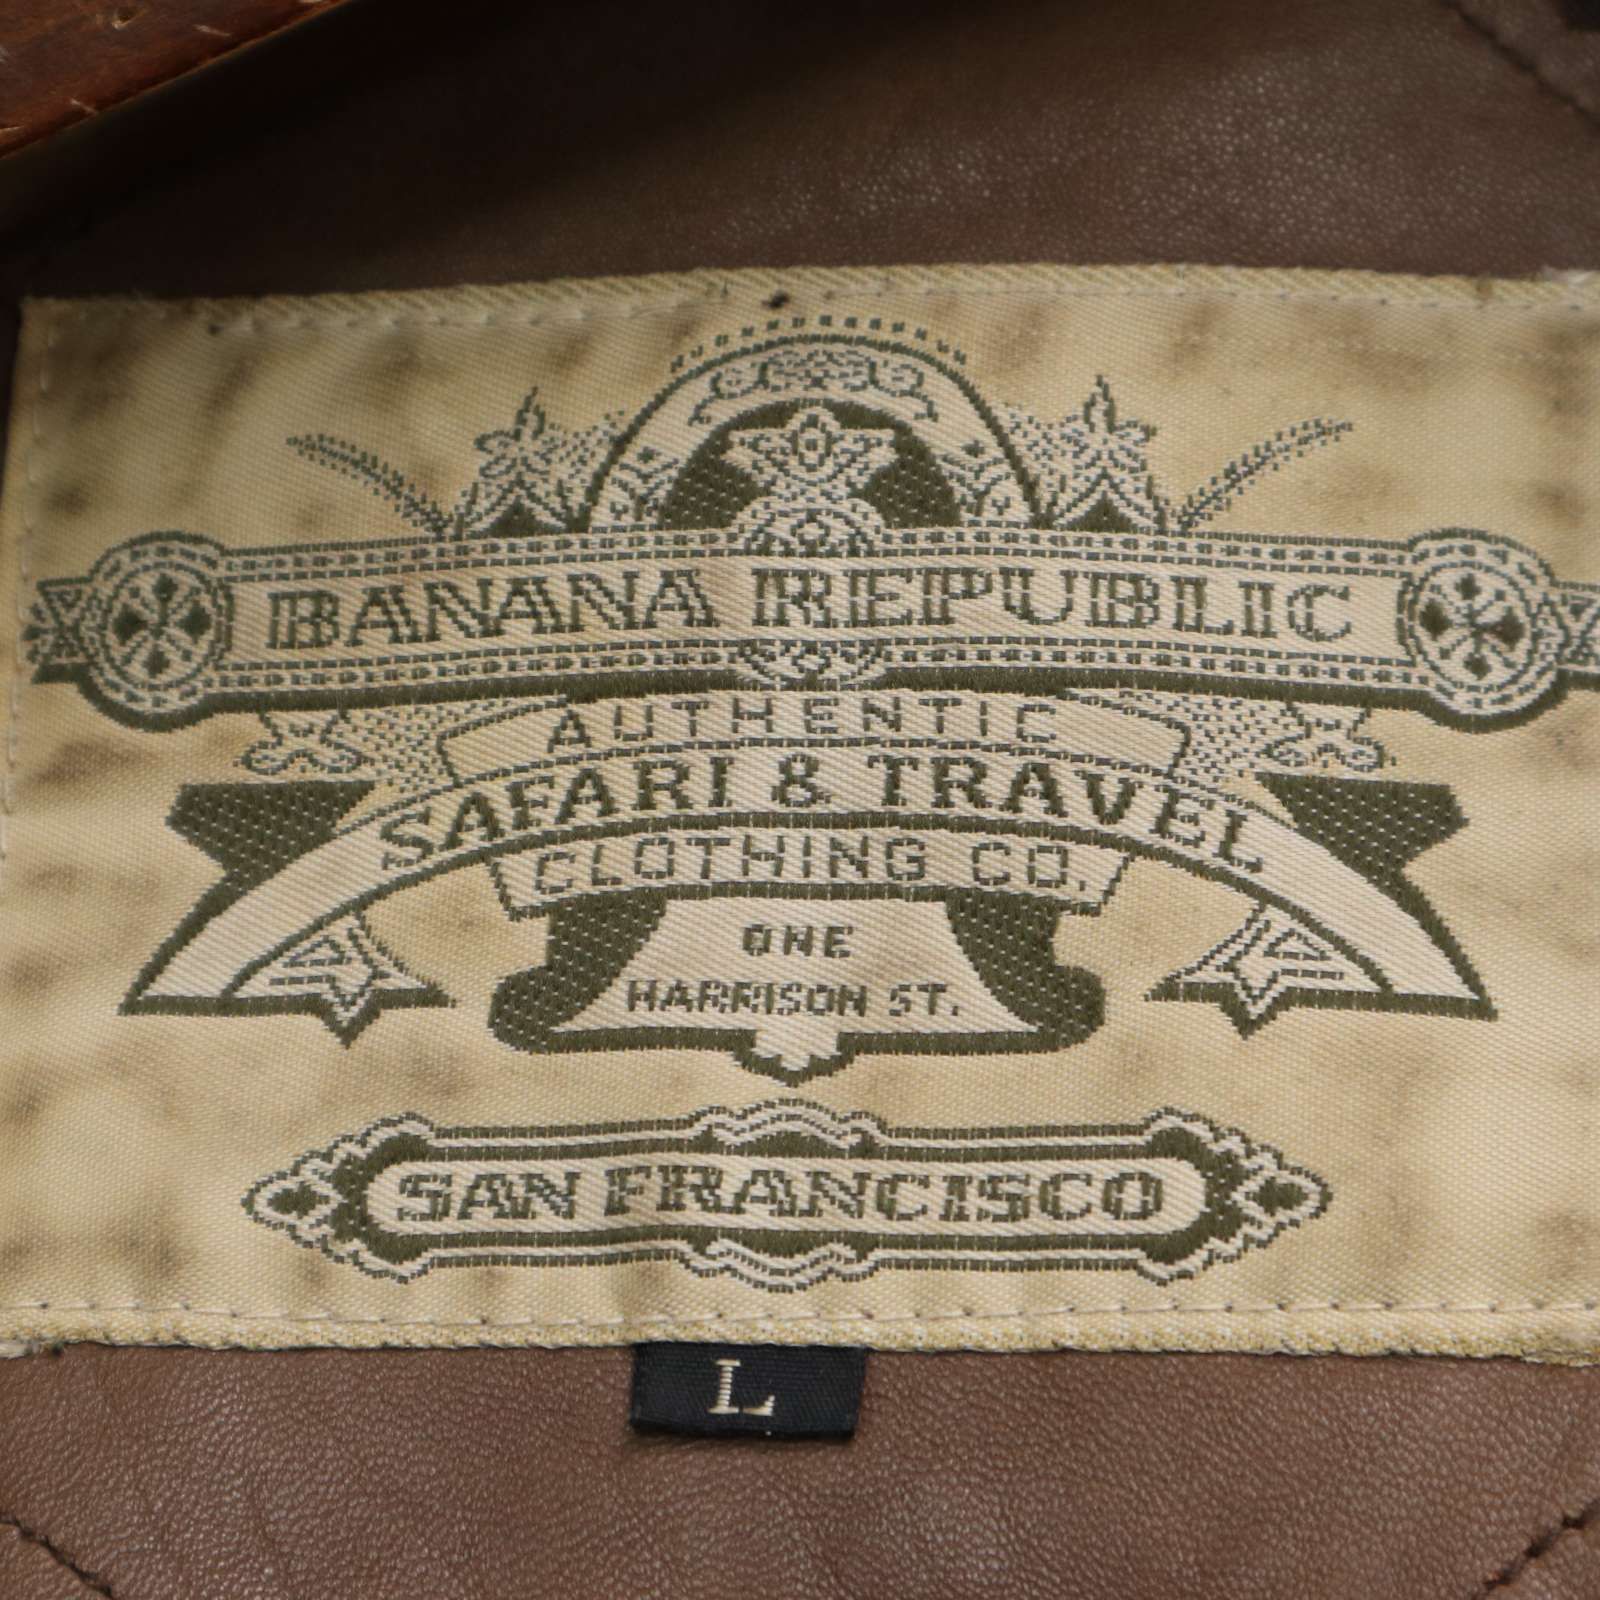 BANANA REPUBLIC
AUTHENTIC
SAFARI & TRAVEL
CLOTHING CO.
ONE
HARRISON ST.
SAN FRANCISCO
L